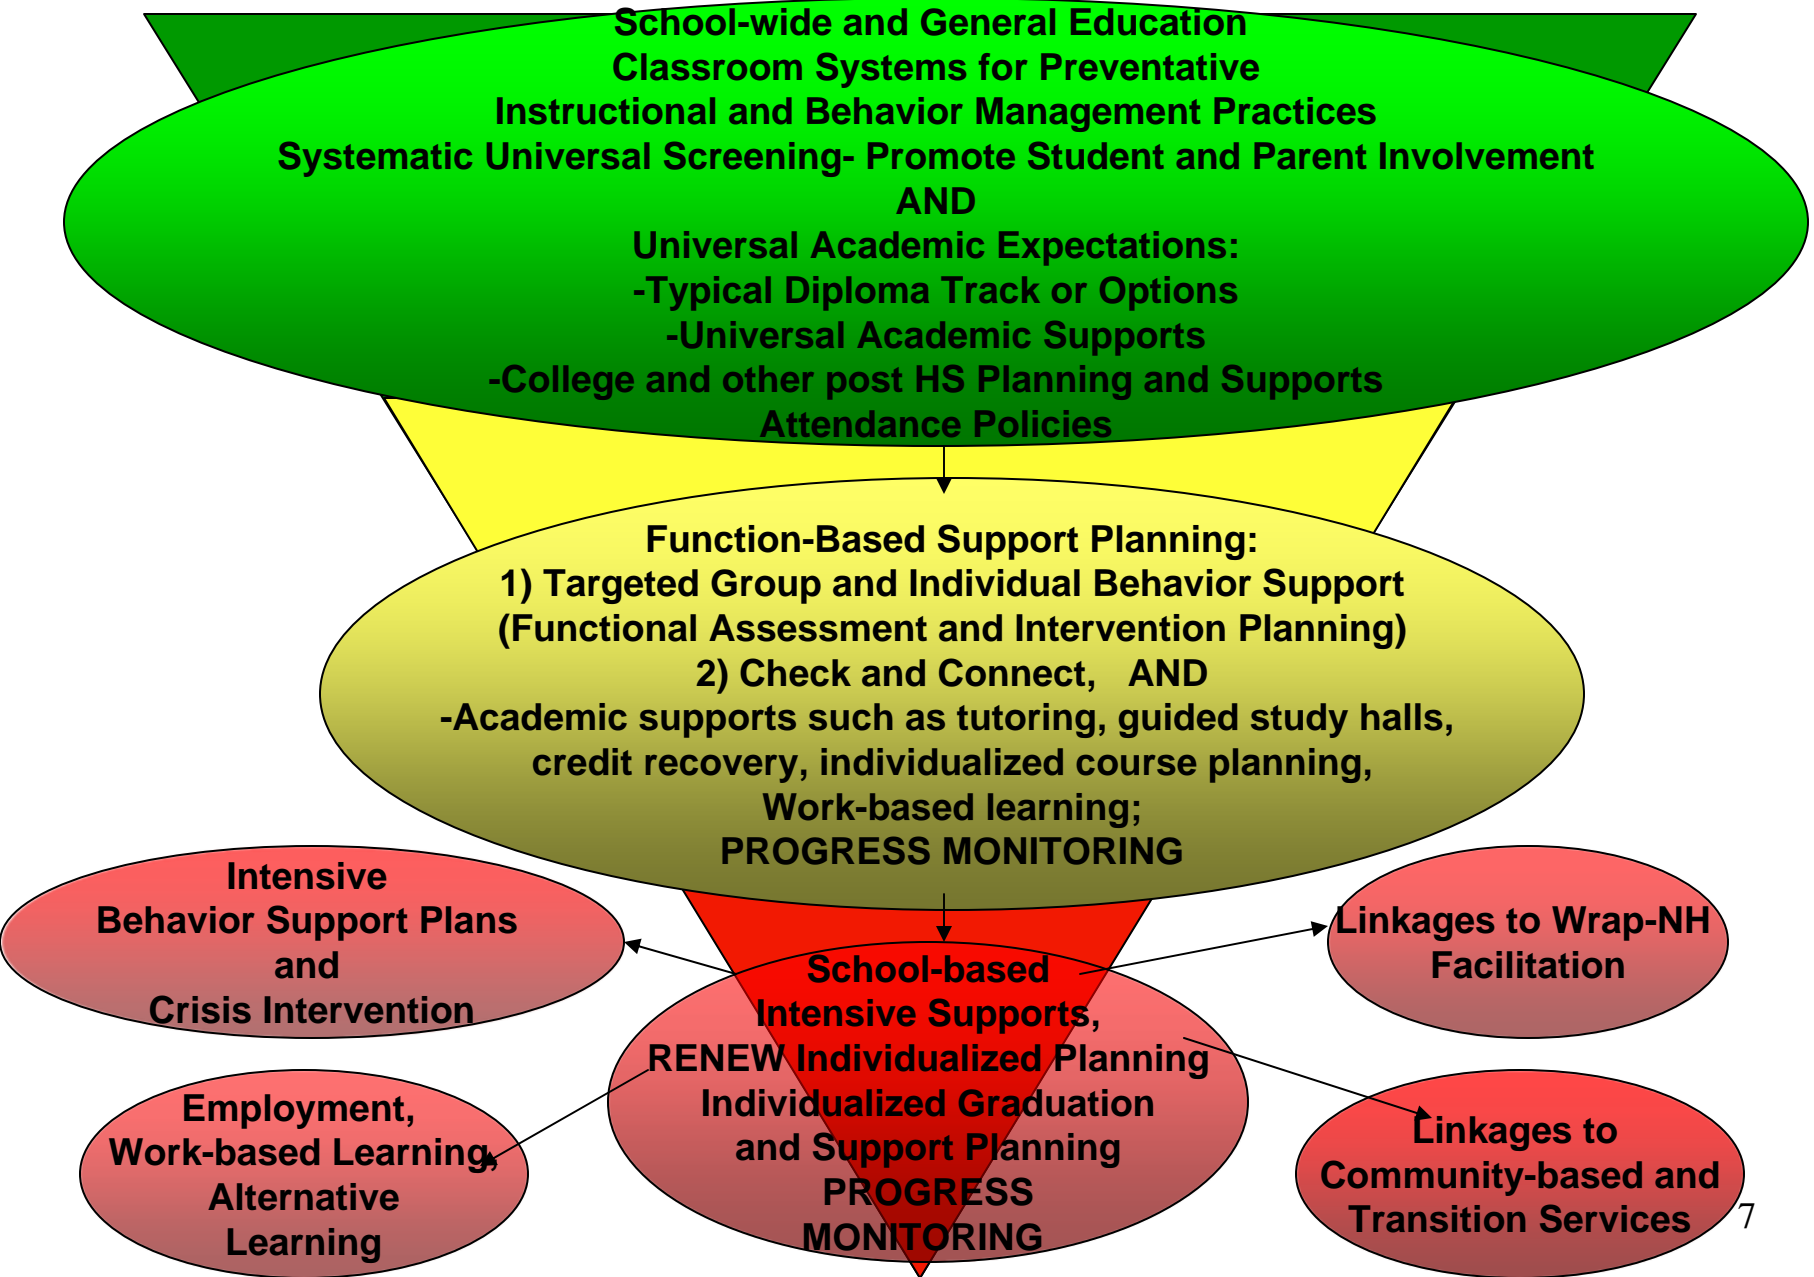 School-wide and General Education
Classroom Systems for Preventative
Instructional and Behavior Management Practices
Systematic Universal Screening- Promote Student and Parent Involvement
AND
Universal Academic Expectations:
-Typical Diploma Track or Options
-Universal Academic Supports
-College and other post HS Planning and Supports
Attendance Policies
Function-Based Support Planning:
1) Targeted Group and Individual Behavior Support
(Functional Assessment and Intervention Planning)
2) Check and Connect, AND
-Academic supports such as tutoring, guided study halls,
credit recovery, individualized course planning,
Work-based learning;
PROGRESS MONITORING
Intensive
Behavior Support Plans
and
Crisis Intervention
Linkages to Wrap-NH
Facilitation
School-based
Intensive Supports,
RENEW Individualized Planning
Individualized Graduation
and Support Planning
PROGRESS
MONITORING
Employment,
Work-based Learning,
Alternative
Learning
Linkages to
Community-based and
Transition Services
7